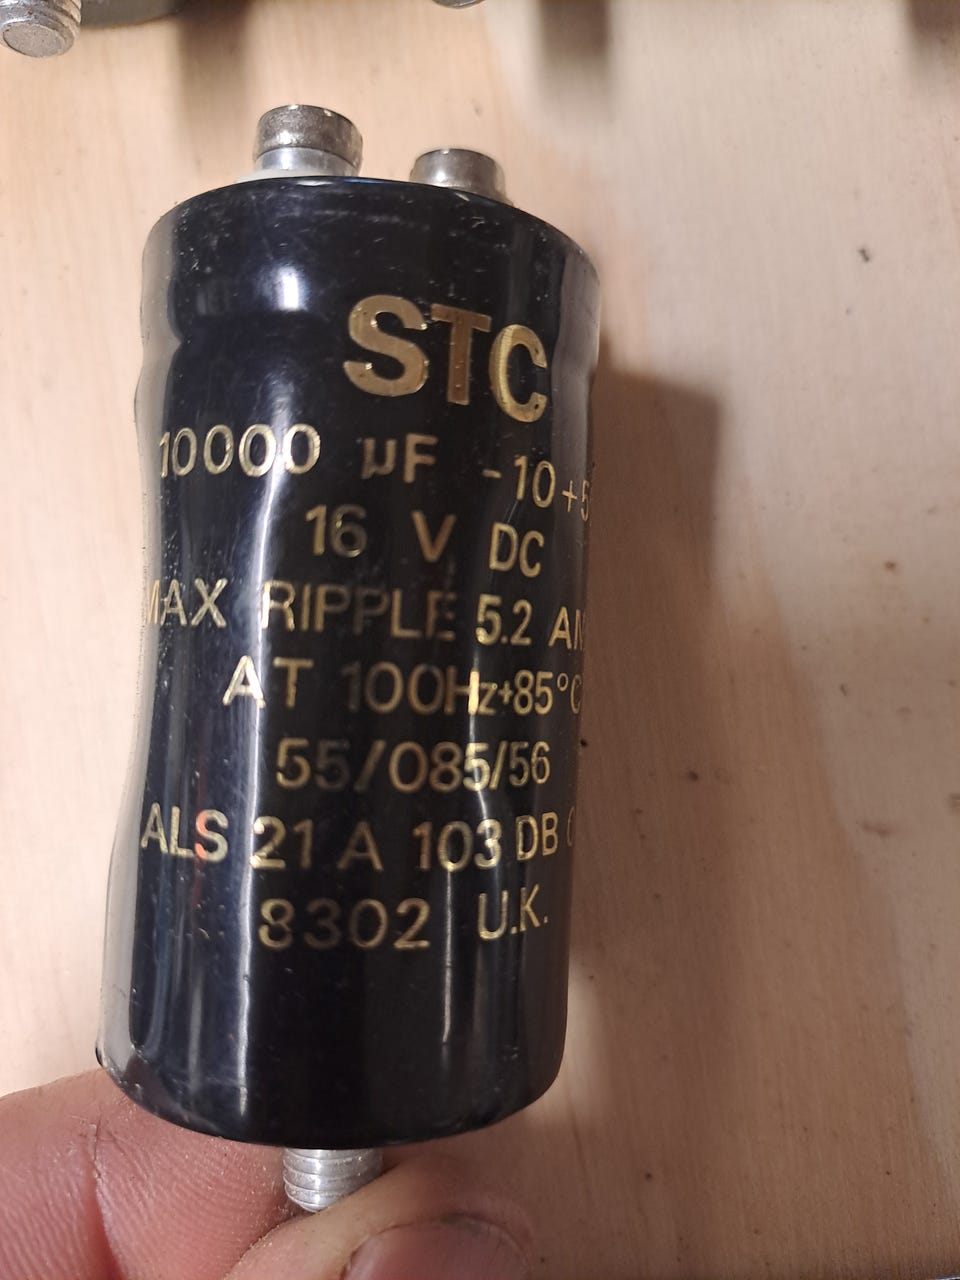 STC
10000 µF -10+5
16 V DC
MAX RIPPLE 5.2 AM
AT 100Hz+85°C
55/085/56
ALS 21 A 103 DB
8302 U.K.